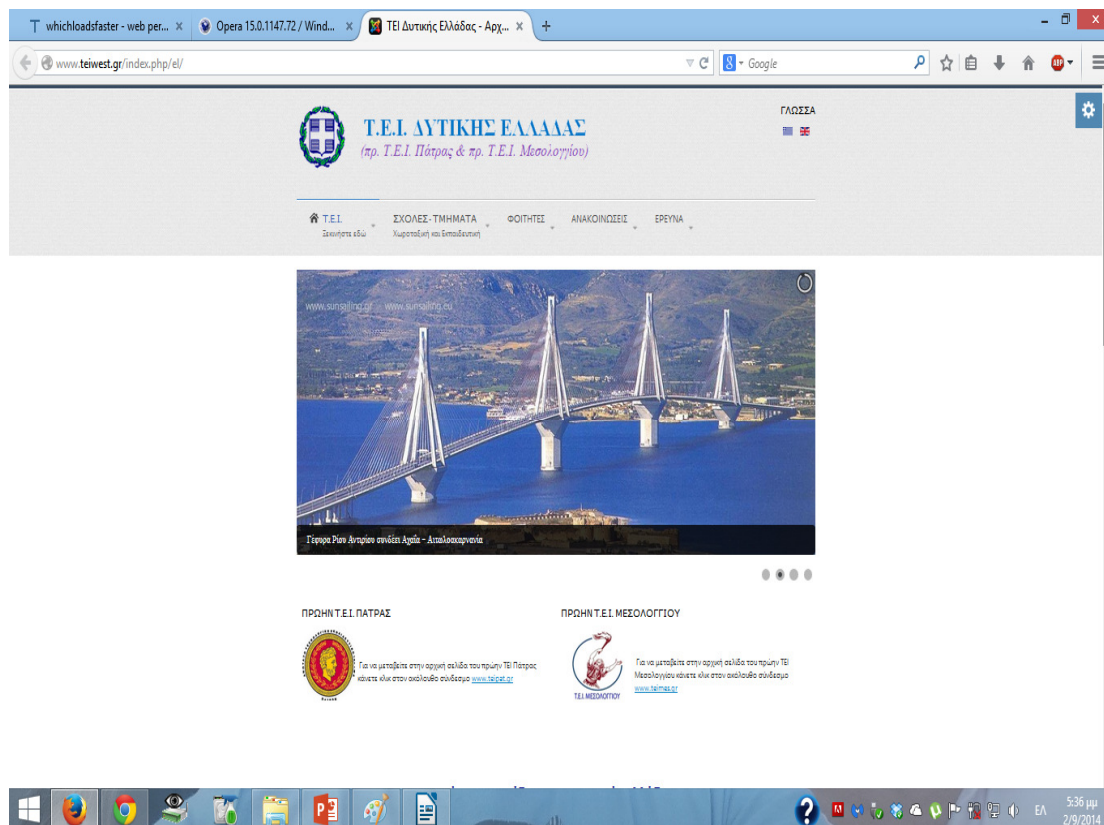 whichloadsfaster - web per...
Opera 15.0.1147.72 / Wind...
ΤΕΙ Δυτικής Ελλάδας - Αρχ...
www.teiwest.gr/index.php/el/
Google
ΓΛΩΣΣΑ
Τ.Ε.Ι. ΔΥΤΙΚΗΣ ΕΛΛΑΔΑΣ
(πρ. Τ.Ε.Ι. Πάτρας & πρ. Τ.Ε.Ι. Μεσολογγίου)
Τ.Ε.Ι. ΣΧΟΛΕΣ-ΤΜΗΜΑΤΑ ΦΟΙΤΗΤΕΣ ΑΝΑΚΟΙΝΩΣΕΙΣ ΕΡΕΥΝΑ
Ξεκινήστε εδώ Χωροταξική και Εκπαιδευτική
www.sunsailing.gr - www.sunsailing.eu
Γέφυρα Ρίου Αντιρίου συνδέει Αχαΐα - Αιτωλοακαρνανία
ΠΡΩΗΝ Τ.Ε.Ι. ΠΑΤΡΑΣ
Για να μεταβείτε στην αρχική σελίδα του πρώην ΤΕΙ Πάτρας
κάνετε κλικ στον ακόλουθο σύνδεσμο www.teipat.gr
ΠΡΩΗΝ Τ.Ε.Ι. ΜΕΣΟΛΟΓΓΙΟΥ
Για να μεταβείτε στην αρχική σελίδα του πρώην ΤΕΙ
Μεσολογγίου κάνετε κλικ στον ακόλουθο σύνδεσμο
www.teimes.gr
Τ.Ε.Ι. ΜΕΣΟΛΟΓΓΙΟΥ
ΕΛ
5:36 μμ
2/9/2014